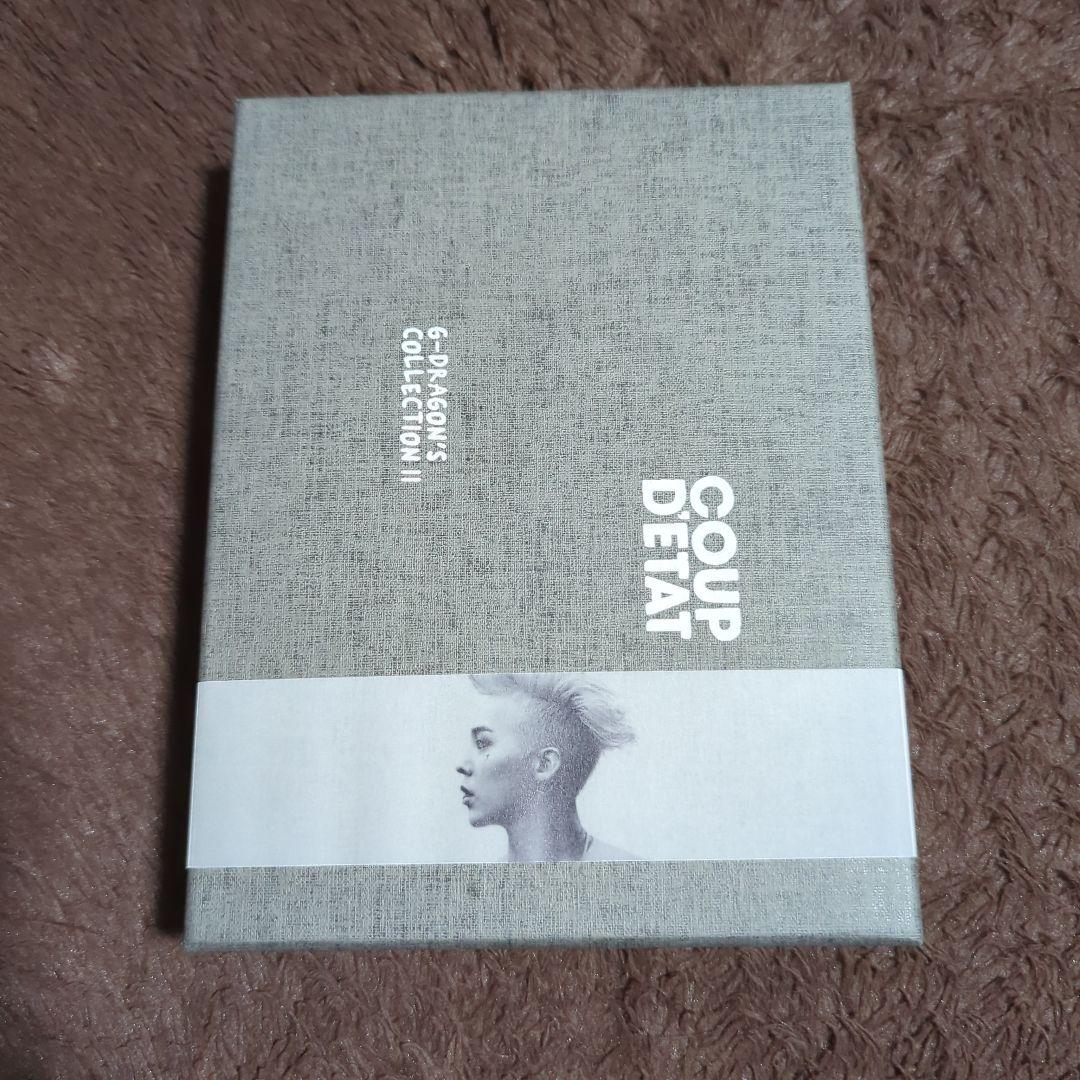 G-DRAGON'S
COLLECTION II
COUP
D'ETAT